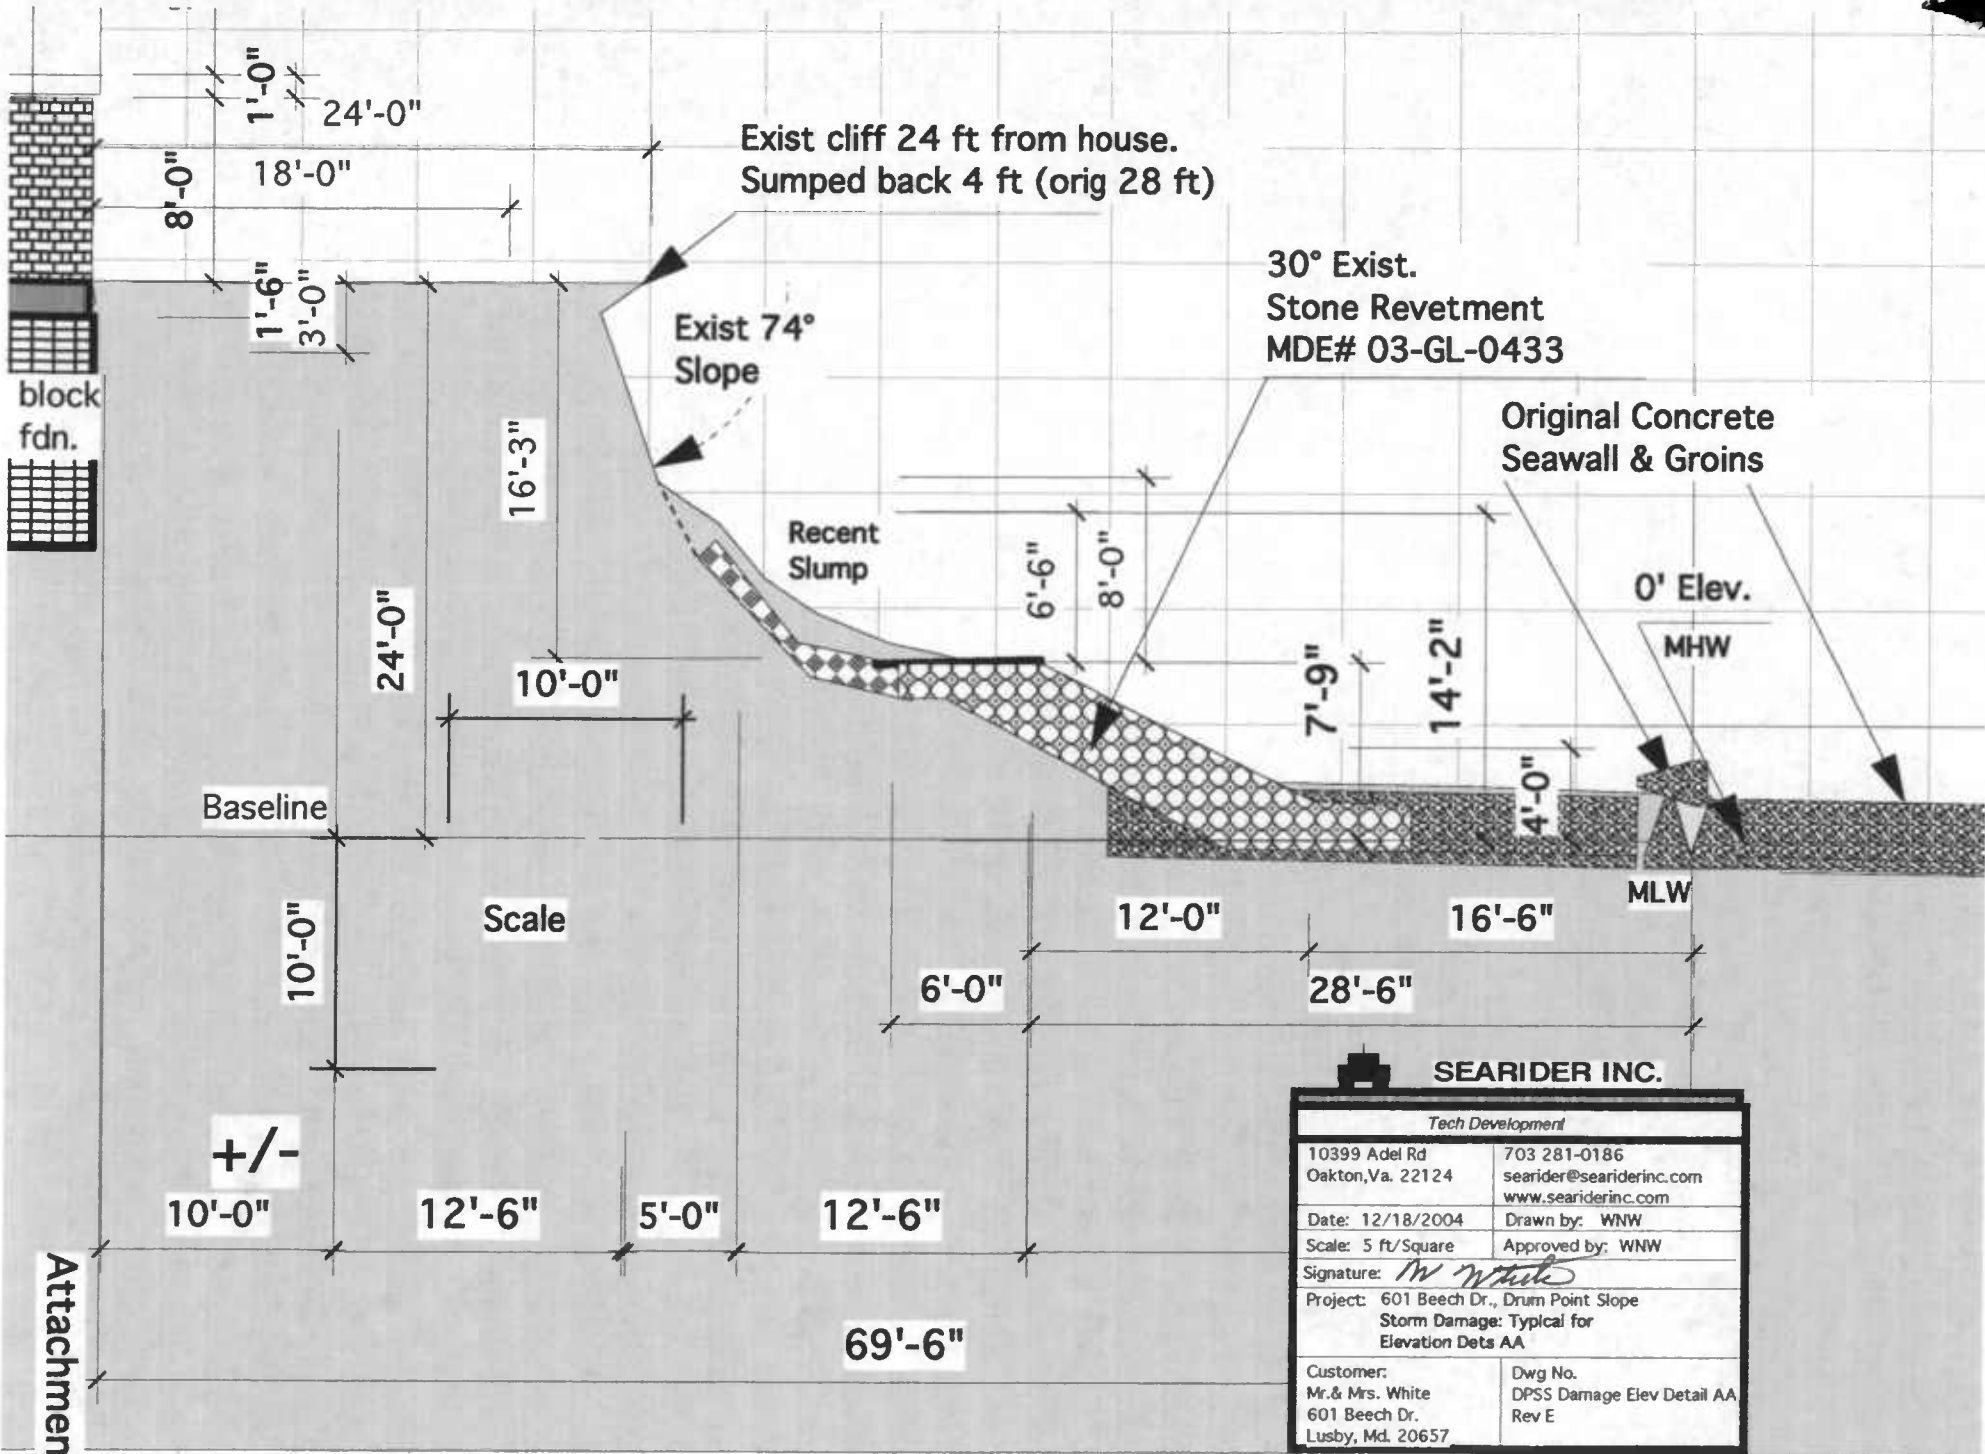 1'-0"
24'-0"
18'-0"
8'-0"
1'-6"
3'-0"
Exist cliff 24 ft from house.
Sumped back 4 ft (orig 28 ft)
30° Exist.
Stone Revetment
MDE# 03-GL-0433
Exist 74°
Slope
block
fdn.
Original Concrete
Seawall & Groins
16'-3"
Recent
Slump
6'-6"
8'-0"
0' Elev.
MHW
24'-0"
10'-0"
7'-9"
14'-2"
4'-0"
Baseline
MLW
10'-0"
Scale
12'-0"
16'-6"
6'-0"
28'-6"
+/-
10'-0"
12'-6"
5'-0"
12'-6"
69'-6"
Attachmen
SEARIDER INC.
Tech Development
10399 Adel Rd
Oakton,Va. 22124
703 281-0186
searider@seariderinc.com
www.seariderinc.com
Date: 12/18/2004
Drawn by: WNW
Scale: 5 ft/Square
Approved by: WNW
Signature: W White
Project: 601 Beech Dr., Drum Point Slope
Storm Damage: Typical for
Elevation Dets AA
Customer:
Mr.& Mrs. White
601 Beech Dr.
Lusby, Md. 20657
Dwg No.
DPSS Damage Elev Detail AA
Rev E